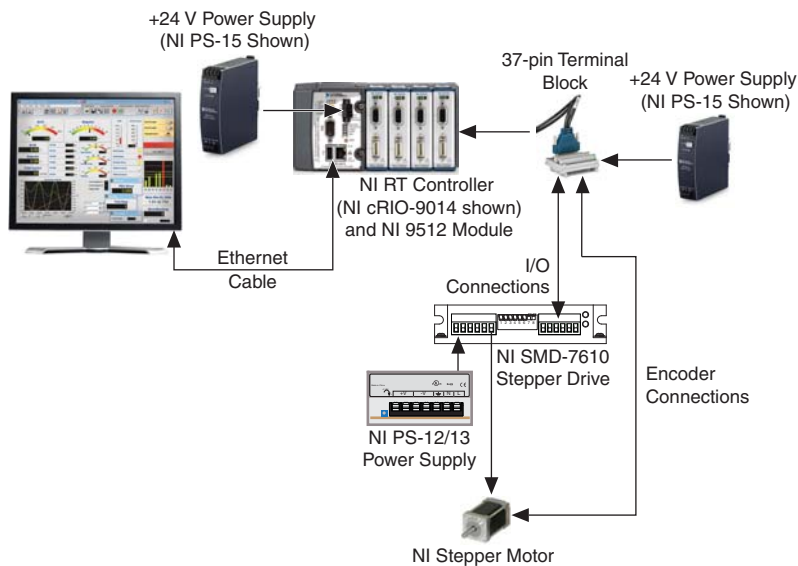 +24 V Power Supply
(NI PS-15 Shown)
37-pin Terminal
Block
+24 V Power Supply
(NI PS-15 Shown)
NI RT Controller
(NI cRIO-9014 shown)
and NI 9512 Module
Ethernet
Cable
I/O
Connections
NI SMD-7610
Stepper Drive
Encoder
Connections
NI PS-12/13
Power Supply
NI Stepper Motor